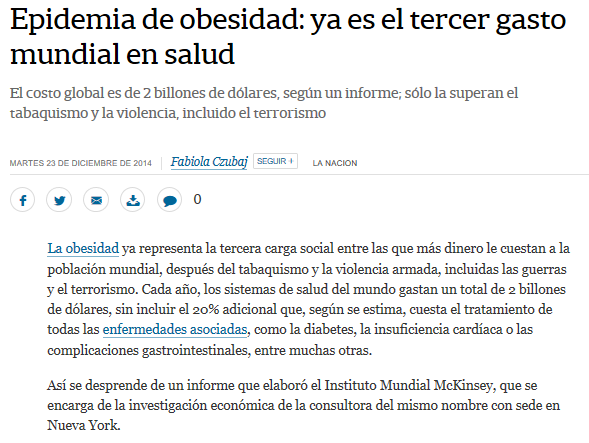 Epidemia de obesidad: ya es el tercer gasto
mundial en salud
El costo global es de 2 billones de dólares, según un informe; sólo la superan el
tabaquismo y la violencia, incluido el terrorismo
MARTES 23 DE DICIEMBRE DE 2014 Fabiola Czubaj SEGUIR + LA NACION
0
La obesidad ya representa la tercera carga social entre las que más dinero le cuestan a la
población mundial, después del tabaquismo y la violencia armada, incluidas las guerras
y el terrorismo. Cada año, los sistemas de salud del mundo gastan un total de 2 billones
de dólares, sin incluir el 20% adicional que, según se estima, cuesta el tratamiento de
todas las enfermedades asociadas, como la diabetes, la insuficiencia cardíaca o las
complicaciones gastrointestinales, entre muchas otras.
Así se desprende de un informe que elaboró el Instituto Mundial McKinsey, que se
encarga de la investigación económica de la consultora del mismo nombre con sede en
Nueva York.